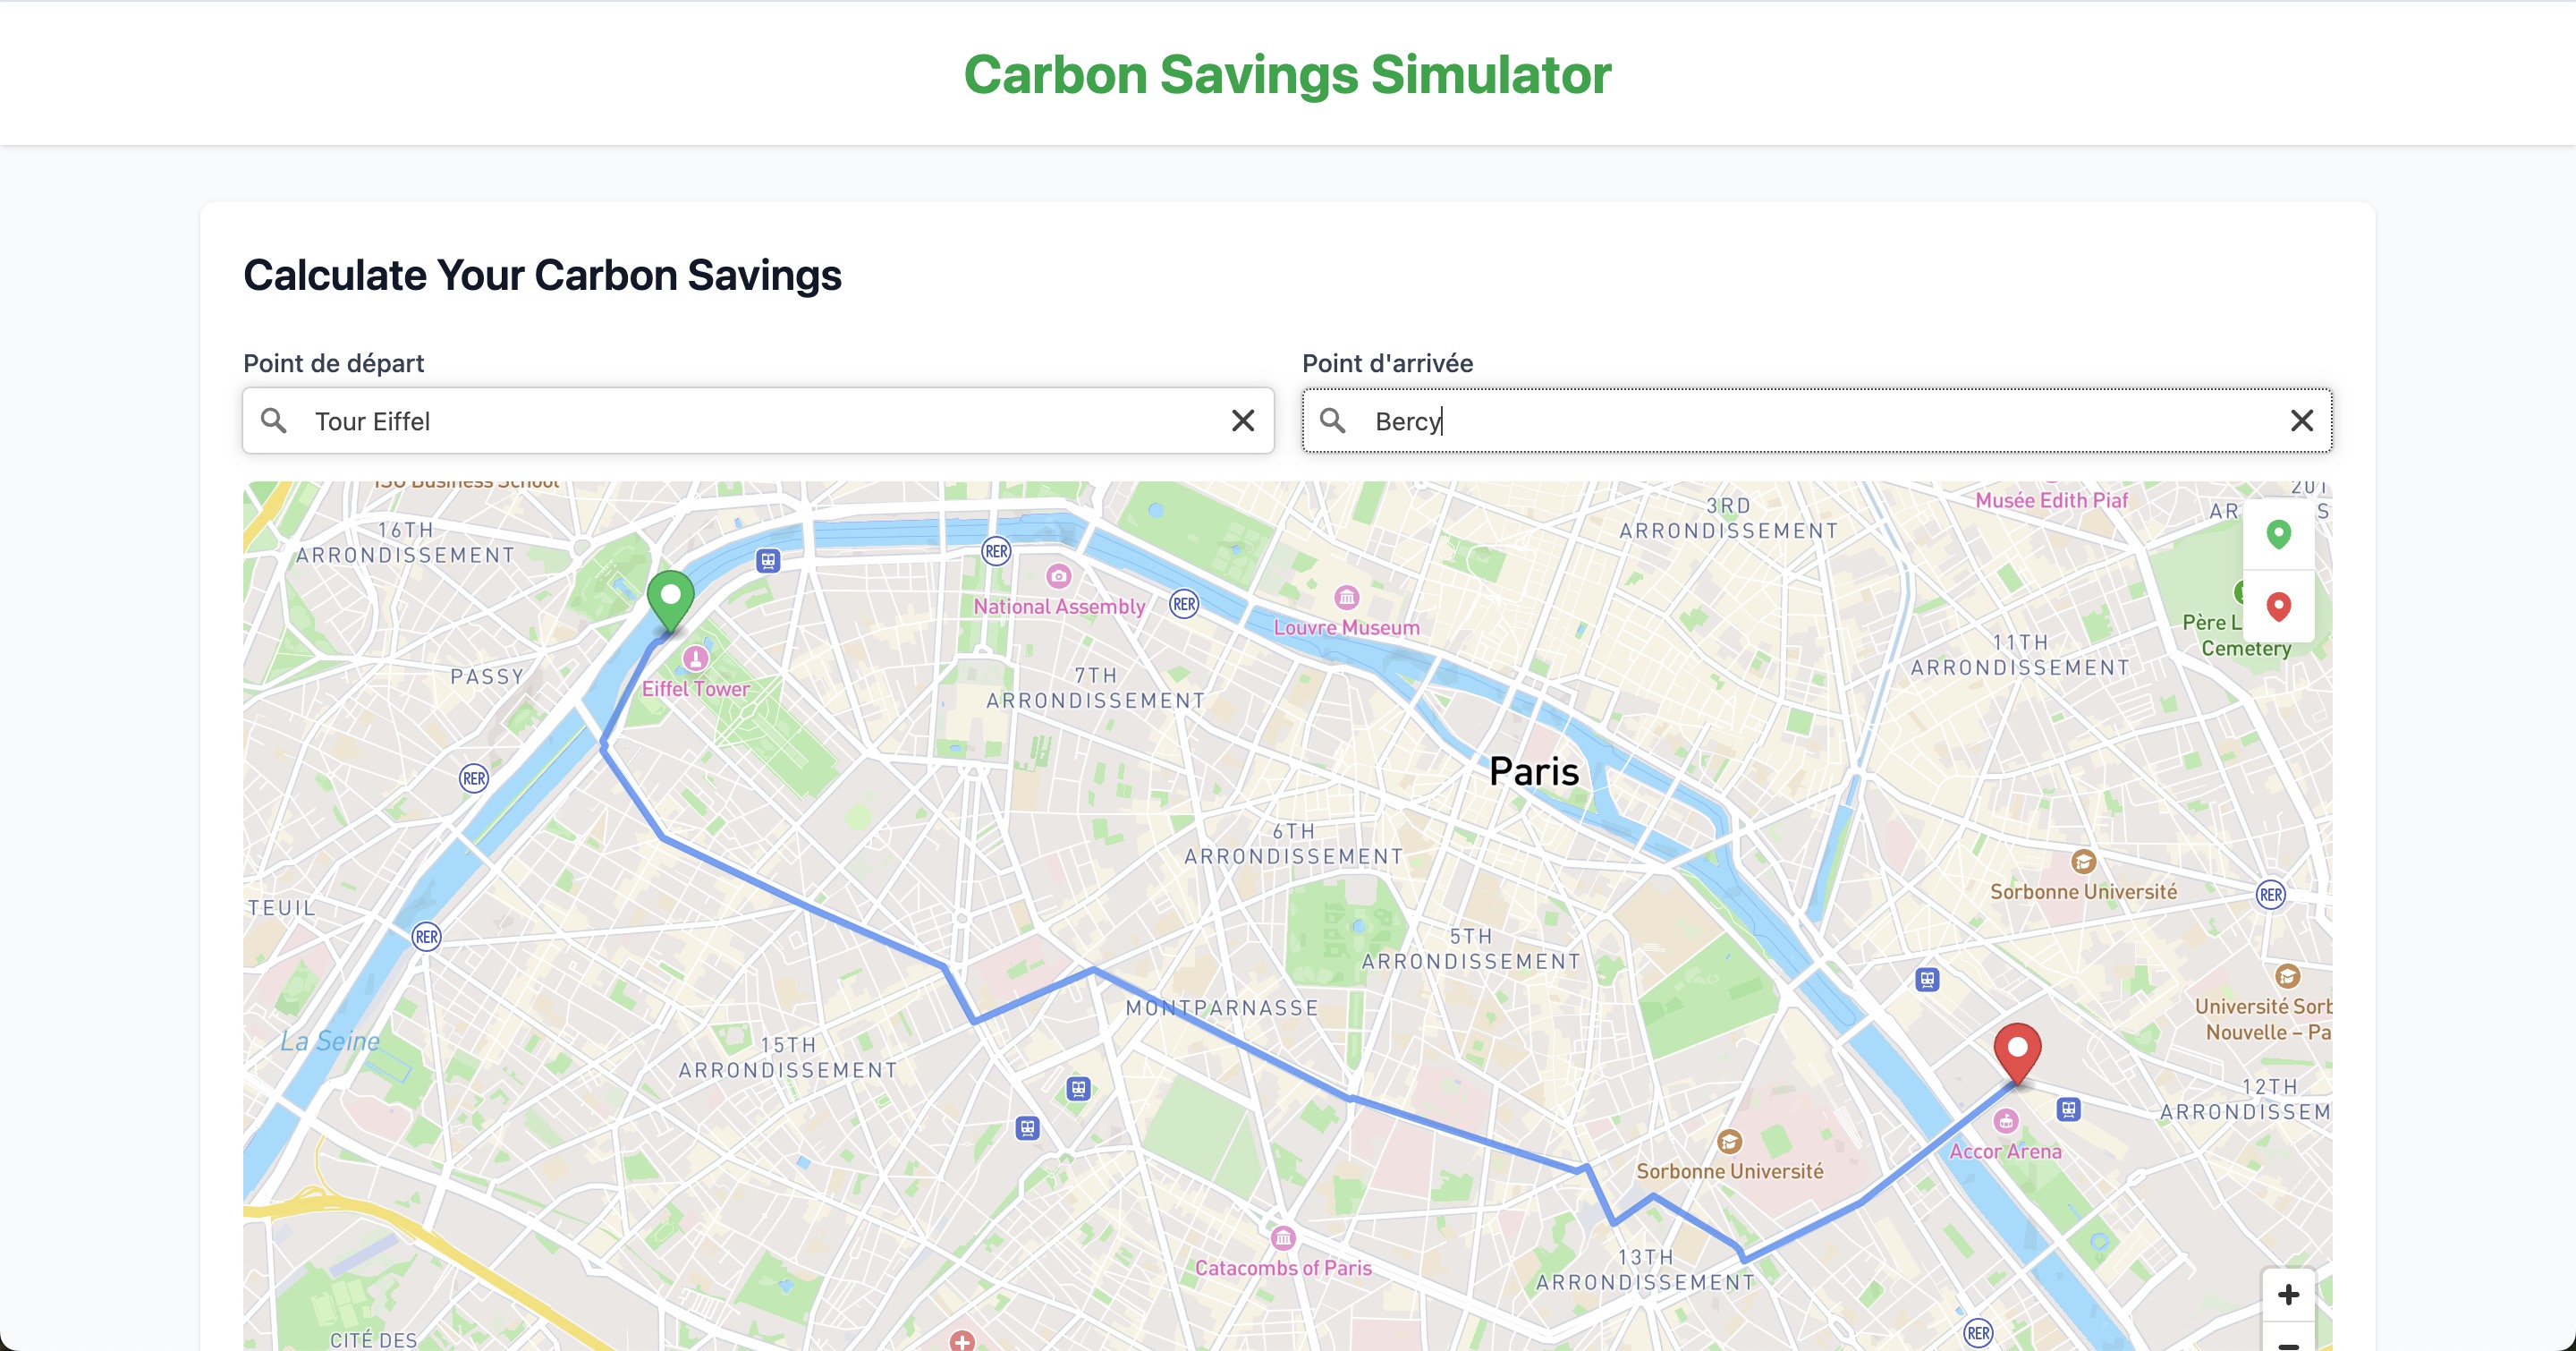 Carbon Savings Simulator
Calculate Your Carbon Savings
Point de départ
Point d'arrivée
Tour Eiffel
Bercy
ISO Business School
Musée Edith Piaf
16TH
ARRONDISSEMENT
3RD
ARRONDISSEMENT
RER
National Assembly
RER
Louvre Museum
Père L
Cemetery
11TH
ARRONDISSEMENT
PASSY
Eiffel Tower
7TH
ARRONDISSEMENT
RER
Paris
6TH
ARRONDISSEMENT
Sorbonne Université
RER
TEUIL
RER
5TH
ARRONDISSEMENT
MONTPARNASSE
Université Sorb
Nouvelle – Pa
La Seine
15TH
ARRONDISSEMENT
12TH
ARRONDISSEM
Accor Arena
Sorbonne Université
Catacombs of Paris
13TH
ARRONDISSEMENT
RER
CITÉ DES